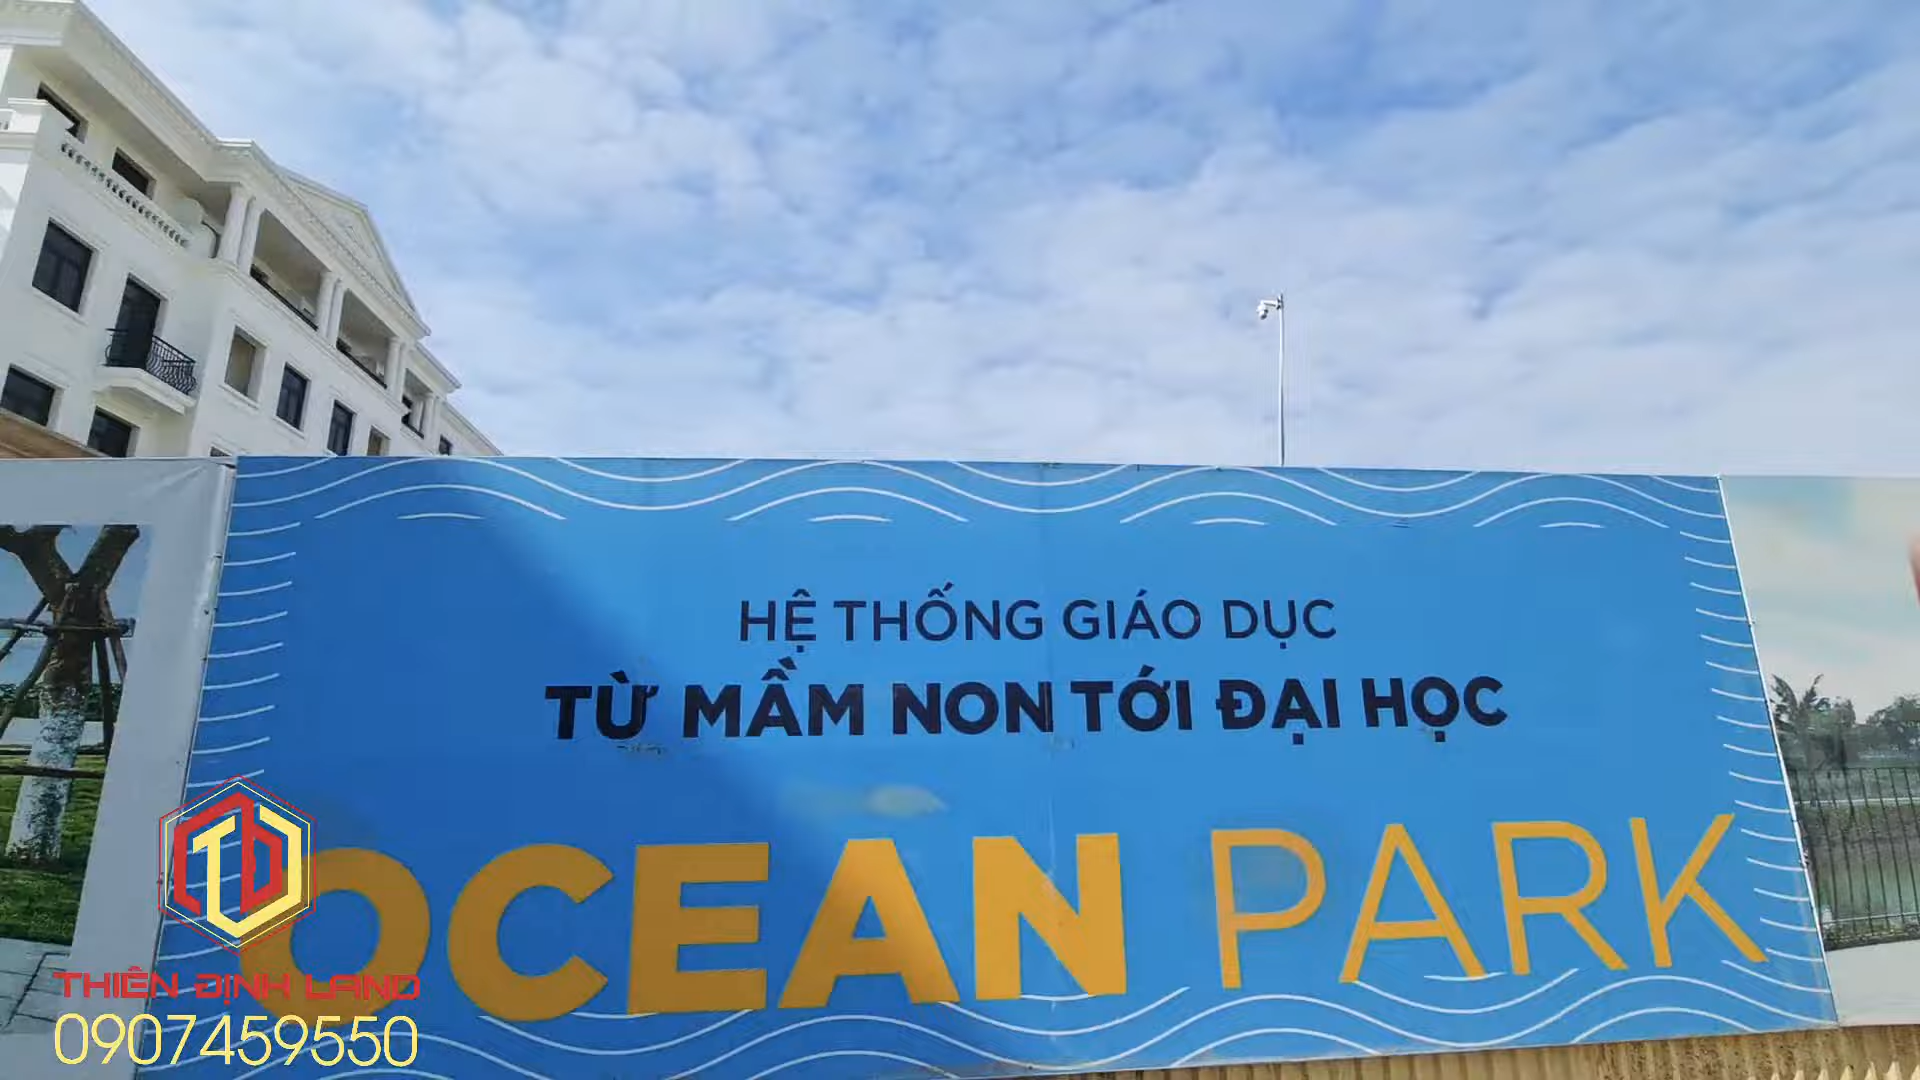 HỆ THỐNG GIÁO DỤC
TỪ MẦM NON TỚI ĐẠI HỌC
OCEAN PARK
THIÊN ĐỊNH LAND
0907459550